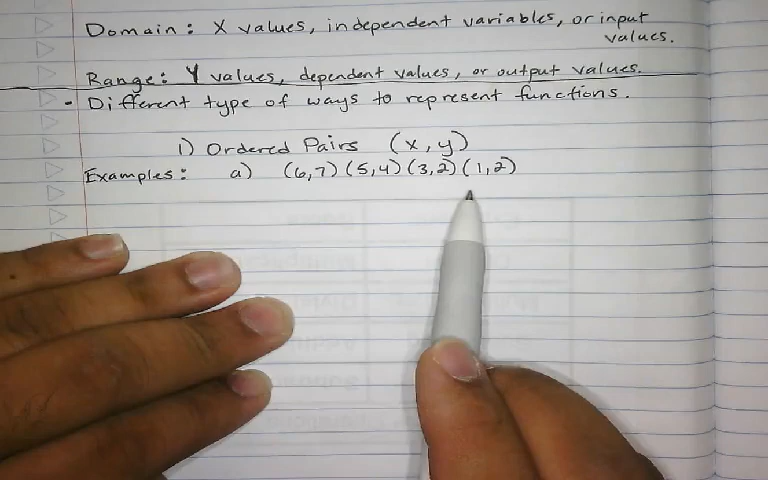 Domain: X values, independent variables, or input
values.
Range: Y values, dependent values, or output values.
- Different type of ways to represent functions.
1) Ordered Pairs (x, y)
Examples: a) (6,7) (5,4) (3,2) (1,2)